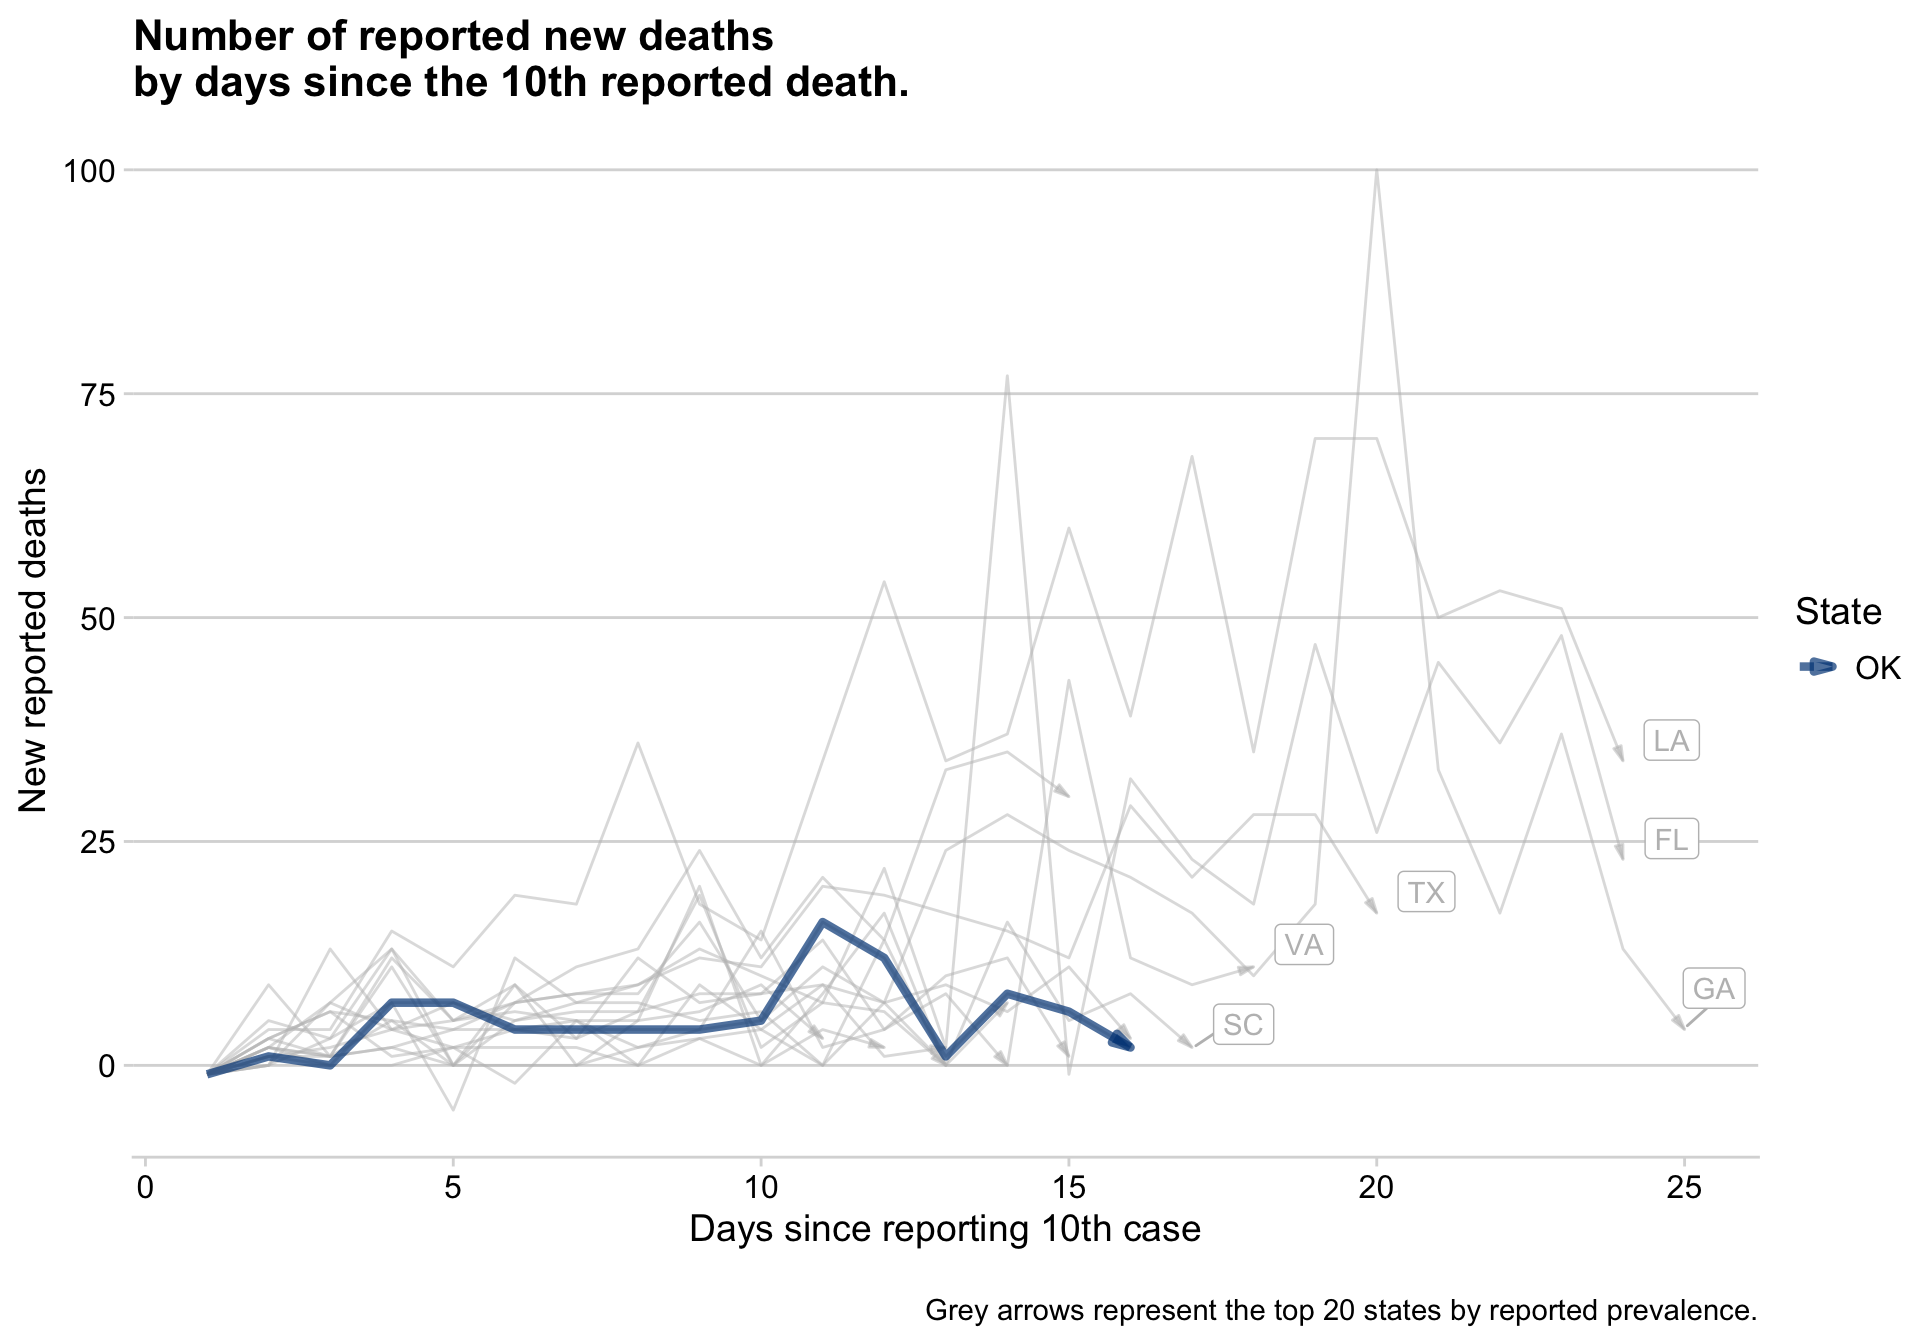 Number of reported new deaths
by days since the 10th reported death.
100
75
50
25
0
New reported deaths
LA
FL
TX
VA
GA
SC
State
OK
0 5 10 15 20 25
Days since reporting 10th case
Grey arrows represent the top 20 states by reported prevalence.